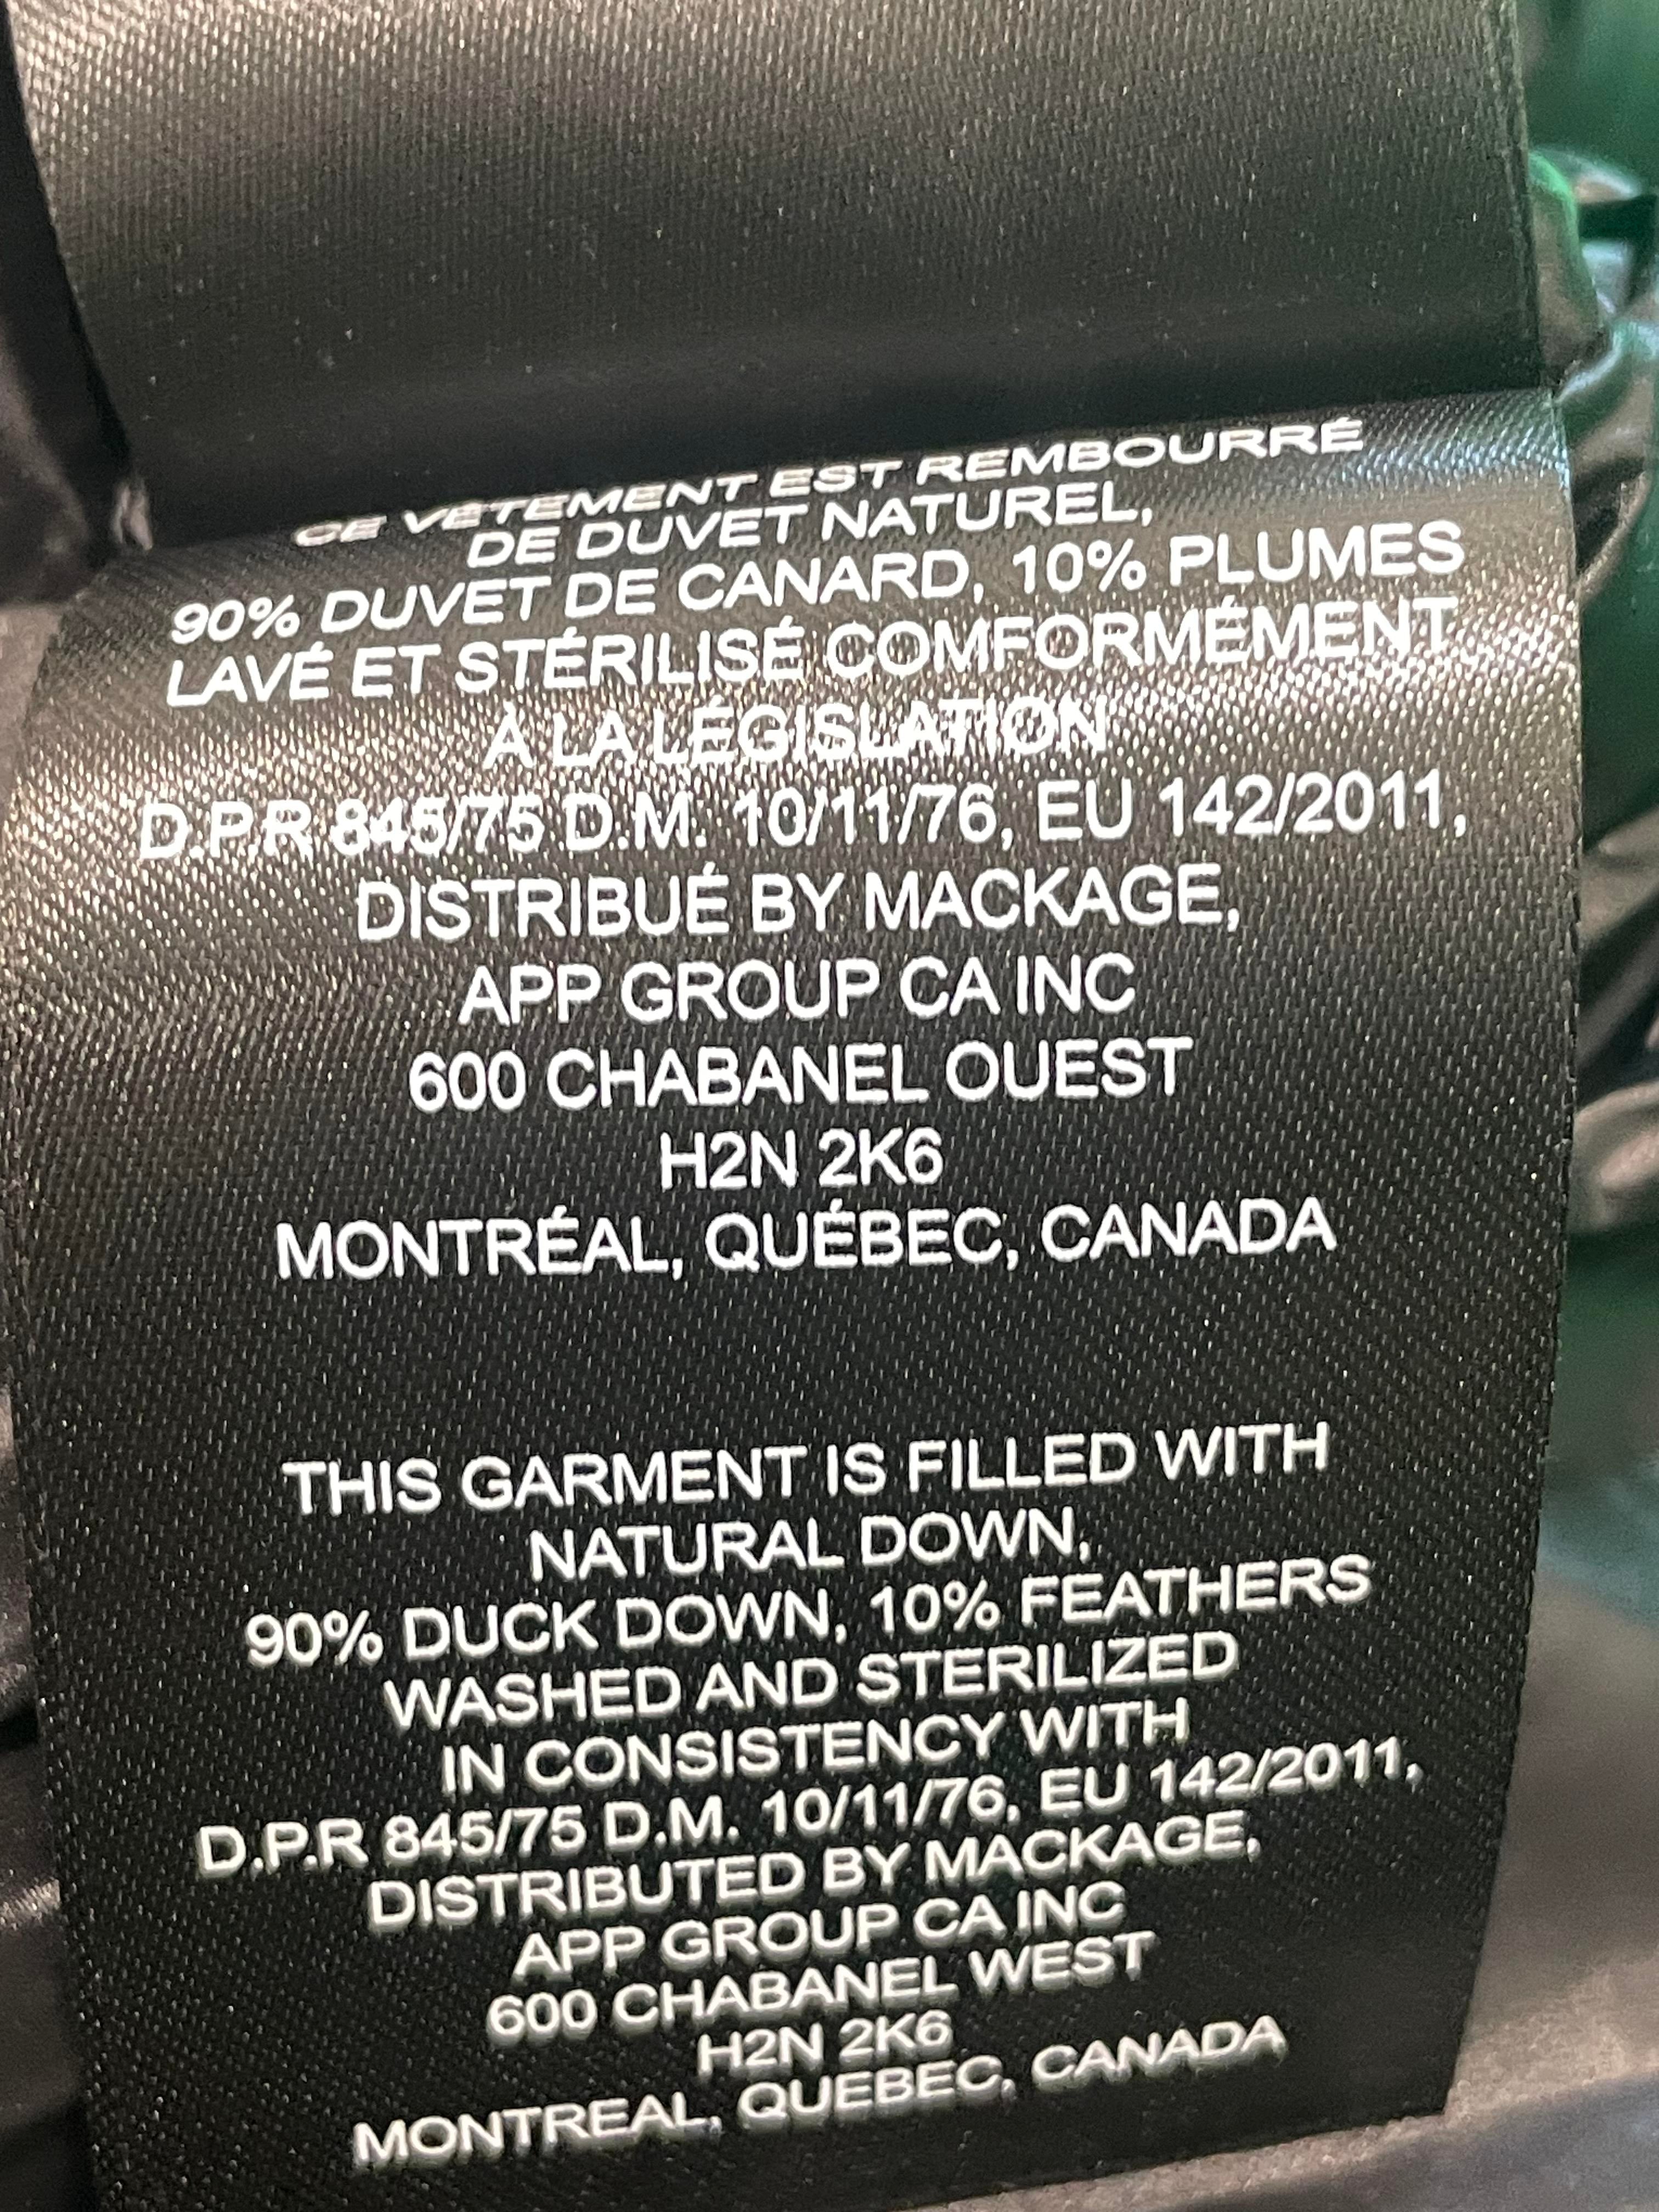 CE VÊTEMENT EST REMBOURRÉ
DE DUVET NATUREL,
90% DUVET DE CANARD, 10% PLUMES
LAVÉ ET STÉRILISÉ COMFORMÉMENT
À LA LÉGISLATION
D.P.R 845/75 D.M. 10/11/76, EU 142/2011,
DISTRIBUÉ BY MACKAGE,
APP GROUP CA INC
600 CHABANEL OUEST
H2N 2K6
MONTRÉAL, QUÉBEC, CANADA
THIS GARMENT IS FILLED WITH
NATURAL DOWN,
90% DUCK DOWN, 10% FEATHERS
WASHED AND STERILIZED
IN CONSISTENCY WITH
D.P.R 845/75 D.M. 10/11/76, EU 142/2011,
DISTRIBUTED BY MACKAGE,
APP GROUP CA INC
600 CHABANEL WEST
H2N 2K6
MONTREAL, QUEBEC, CANADA